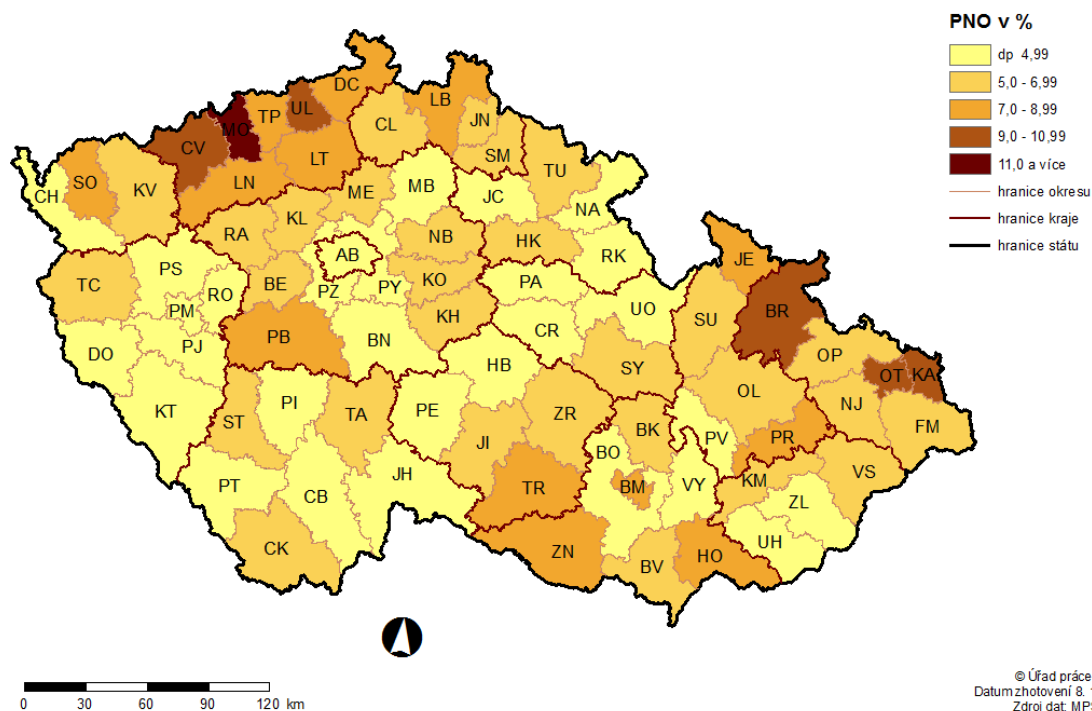 PNO v %
dp 4,99
5,0 - 6,99
7,0 - 8,99
9,0 - 10,99
11,0 a více
hranice okresu
hranice kraje
hranice státu
DC
UL
TP
MO
LB
JN
CL
CV
LT
SM
SO
KV
LN
CH
TU
ME
MB
JC
NA
KL
RA
NB
HK
AB
RK
JE
PS
TC
RO
BE
PZ
PY
KO
PA
PM
UO
BR
SU
KH
CR
PB
BN
DO
PJ
OP
HB
SY
OT
KA
OL
NJ
KT
PI
ST
TA
PE
ZR
FM
JI
BK
PV
PR
BO
VS
JH
KM
PT
CB
TR
BM
VY
ZL
UH
CK
ZN
BV
HO
0 30 60 90 120 km
© Úřad práce
Datum zhotovení 8.
Zdroj dat: